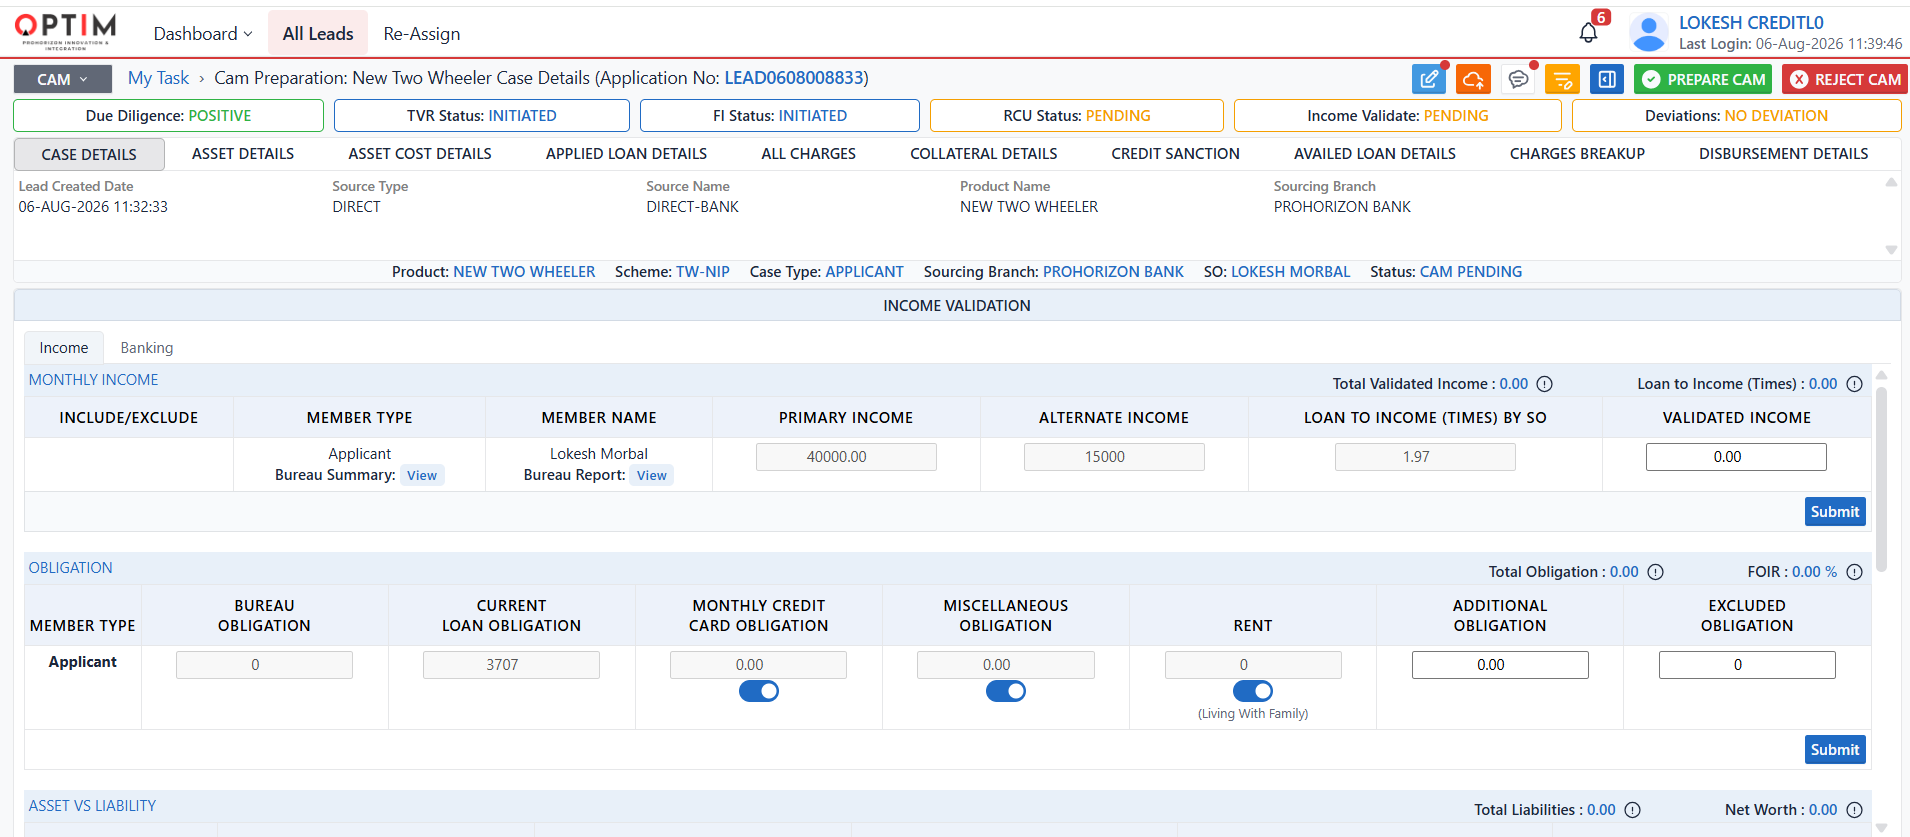 OPTIM
PROHORIZON INNOVATION &
INTEGRATION
Dashboard
All Leads
Re-Assign
6
LOKESH CREDITL0
Last Login: 06-Aug-2026 11:39:46
CAM
My Task › Cam Preparation: New Two Wheeler Case Details (Application No: LEAD0608008833)
PREPARE CAM
REJECT CAM
Due Diligence: POSITIVE
TVR Status: INITIATED
FI Status: INITIATED
RCU Status: PENDING
Income Validate: PENDING
Deviations: NO DEVIATION
CASE DETAILS
ASSET DETAILS
ASSET COST DETAILS
APPLIED LOAN DETAILS
ALL CHARGES
COLLATERAL DETAILS
CREDIT SANCTION
AVAILED LOAN DETAILS
CHARGES BREAKUP
DISBURSEMENT DETAILS
Lead Created Date
06-AUG-2026 11:32:33
Source Type
DIRECT
Source Name
DIRECT-BANK
Product Name
NEW TWO WHEELER
Sourcing Branch
PROHORIZON BANK
Product: NEW TWO WHEELER Scheme: TW-NIP Case Type: APPLICANT Sourcing Branch: PROHORIZON BANK SO: LOKESH MORBAL Status: CAM PENDING
INCOME VALIDATION
Income
Banking
MONTHLY INCOME
Total Validated Income : 0.00
Loan to Income (Times) : 0.00
INCLUDE/EXCLUDE
MEMBER TYPE
MEMBER NAME
PRIMARY INCOME
ALTERNATE INCOME
LOAN TO INCOME (TIMES) BY SO
VALIDATED INCOME
Applicant
Bureau Summary: View
Lokesh Morbal
Bureau Report: View
40000.00
15000
1.97
0.00
Submit
OBLIGATION
Total Obligation : 0.00
FOIR : 0.00 %
MEMBER TYPE
BUREAU
OBLIGATION
CURRENT
LOAN OBLIGATION
MONTHLY CREDIT
CARD OBLIGATION
MISCELLANEOUS
OBLIGATION
RENT
ADDITIONAL
OBLIGATION
EXCLUDED
OBLIGATION
Applicant
0
3707
0.00
0.00
0
(Living With Family)
0.00
0
Submit
ASSET VS LIABILITY
Total Liabilities : 0.00
Net Worth : 0.00